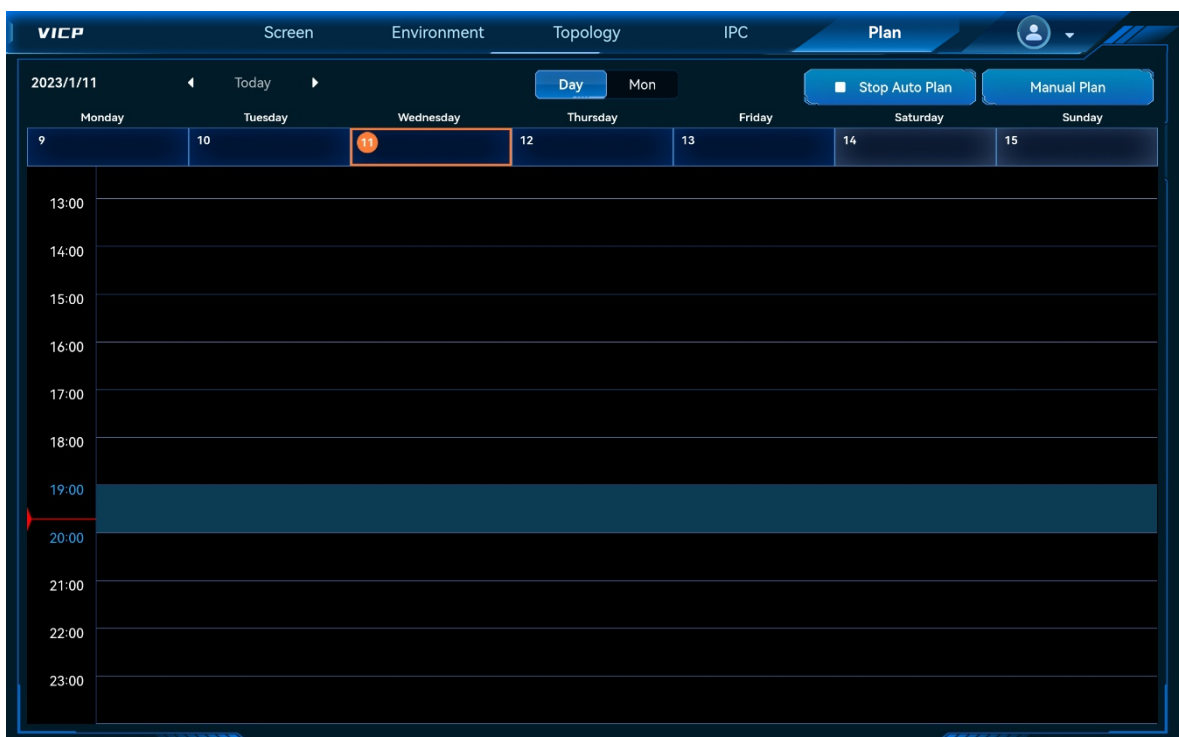 VICP Screen Environment Topology IPC Plan
2023/1/11 Today Day Mon Stop Auto Plan Manual Plan
Monday Tuesday Wednesday Thursday Friday Saturday Sunday
9 10 11 12 13 14 15
13:00
14:00
15:00
16:00
17:00
18:00
19:00
20:00
21:00
22:00
23:00